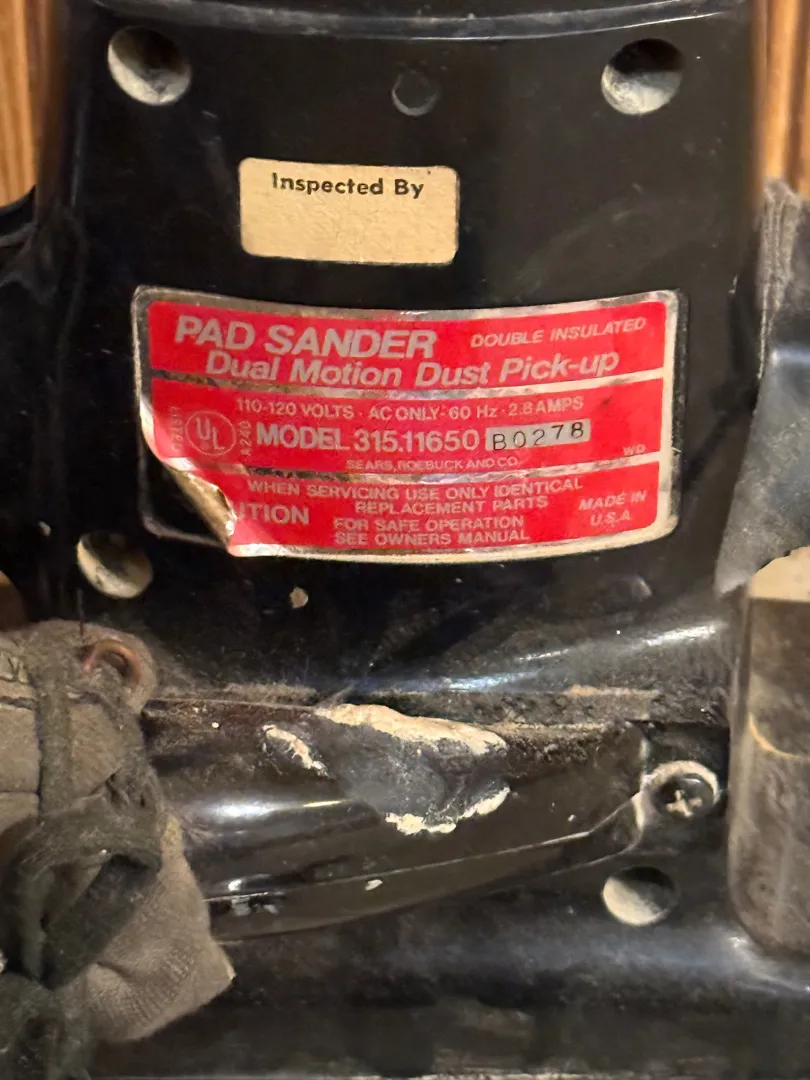 Inspected By
PAD SANDER DOUBLE INSULATED
Dual Motion Dust Pick-up
110-120 VOLTS · AC ONLY · 60 Hz · 2.8 AMPS
UL A240 MODEL 315.11650 B0278
SEARS, ROEBUCK AND CO. WD
WHEN SERVICING USE ONLY IDENTICAL
REPLACEMENT PARTS
UTION
FOR SAFE OPERATION
SEE OWNERS MANUAL
MADE IN
U.S.A.